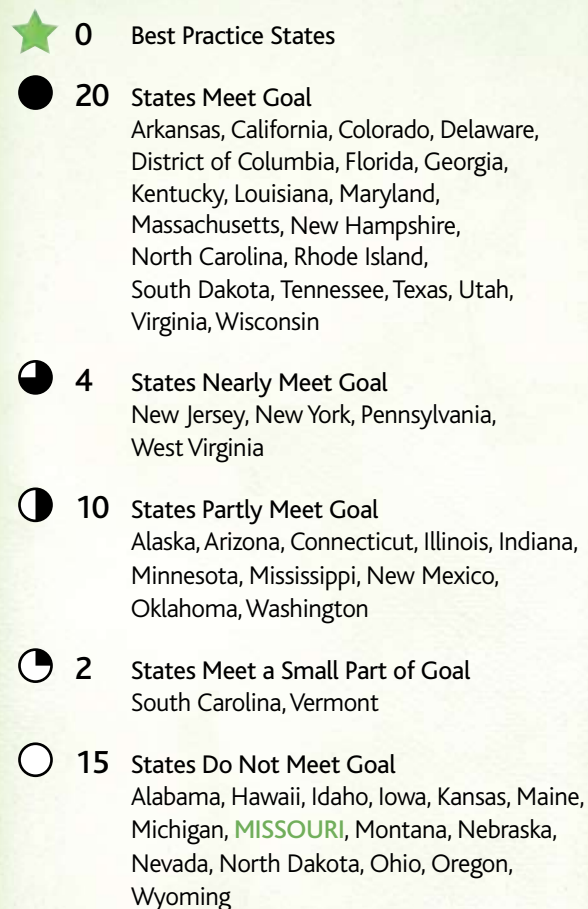 0 Best Practice States
20 States Meet Goal
Arkansas, California, Colorado, Delaware,
District of Columbia, Florida, Georgia,
Kentucky, Louisiana, Maryland,
Massachusetts, New Hampshire,
North Carolina, Rhode Island,
South Dakota, Tennessee, Texas, Utah,
Virginia, Wisconsin
4 States Nearly Meet Goal
New Jersey, New York, Pennsylvania,
West Virginia
10 States Partly Meet Goal
Alaska, Arizona, Connecticut, Illinois, Indiana,
Minnesota, Mississippi, New Mexico,
Oklahoma, Washington
2 States Meet a Small Part of Goal
South Carolina, Vermont
15 States Do Not Meet Goal
Alabama, Hawaii, Idaho, Iowa, Kansas, Maine,
Michigan, MISSOURI, Montana, Nebraska,
Nevada, North Dakota, Ohio, Oregon,
Wyoming